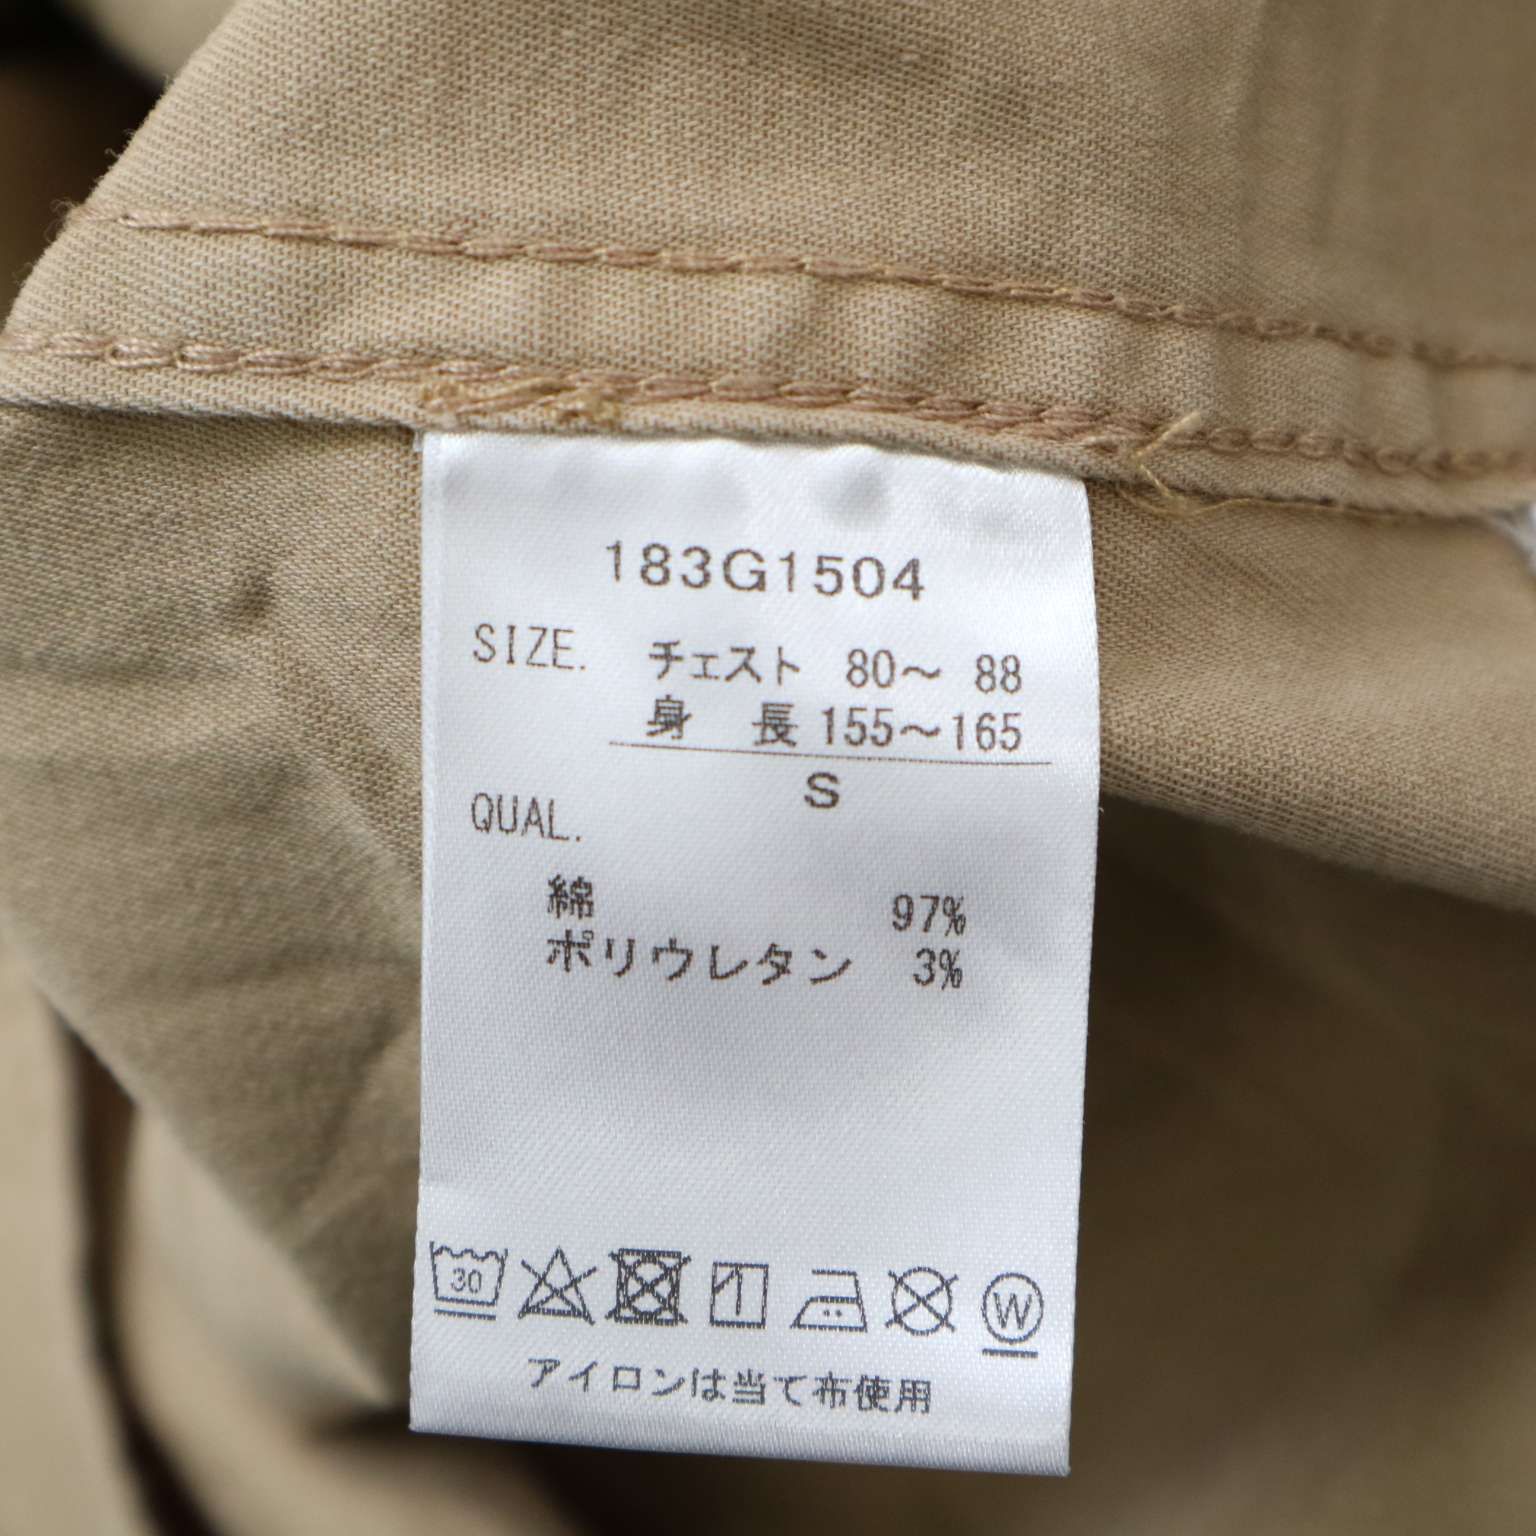 183G1504
SIZE. チェスト 80〜 88
身 長 155〜165
S
QUAL.
綿 97%
ポリウレタン 3%
30 W
アイロンは当て布使用